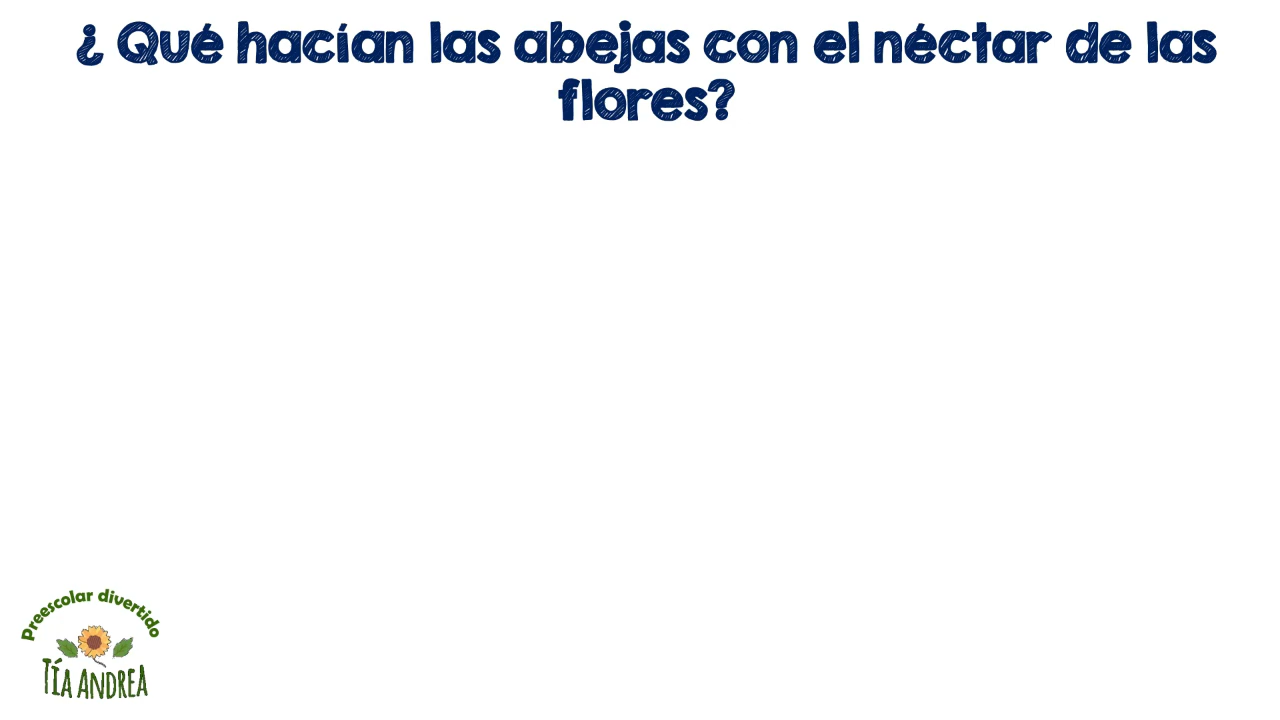 ¿ Qué hacían las abejas con el néctar de las
flores?
Preescolar divertido
TÍA ANDREA